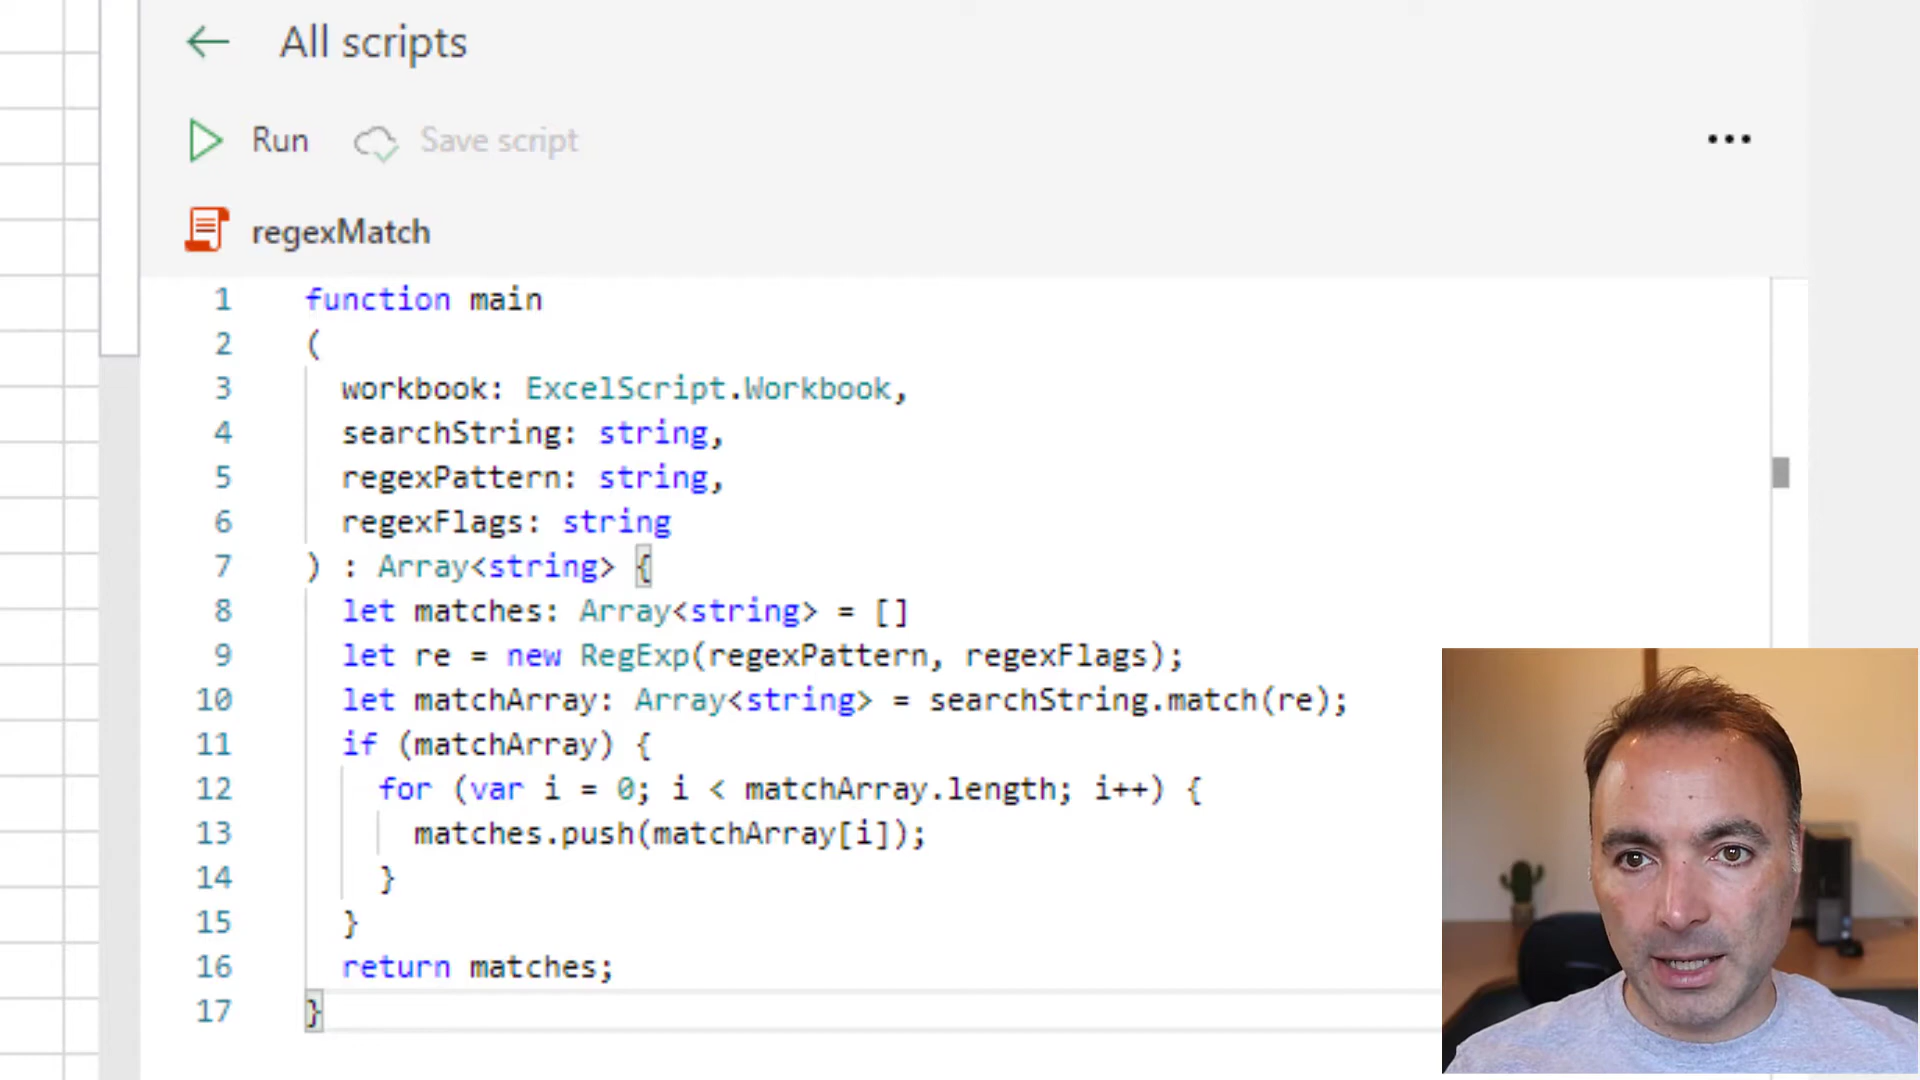 All scripts
Run Save script
regexMatch
1 function main
2 (
3 workbook: ExcelScript.Workbook,
4 searchString: string,
5 regexPattern: string,
6 regexFlags: string
7 ) : Array<string> {
8 let matches: Array<string> = []
9 let re = new RegExp(regexPattern, regexFlags);
10 let matchArray: Array<string> = searchString.match(re);
11 if (matchArray) {
12 for (var i = 0; i < matchArray.length; i++) {
13 matches.push(matchArray[i]);
14 }
15 }
16 return matches;
17 }